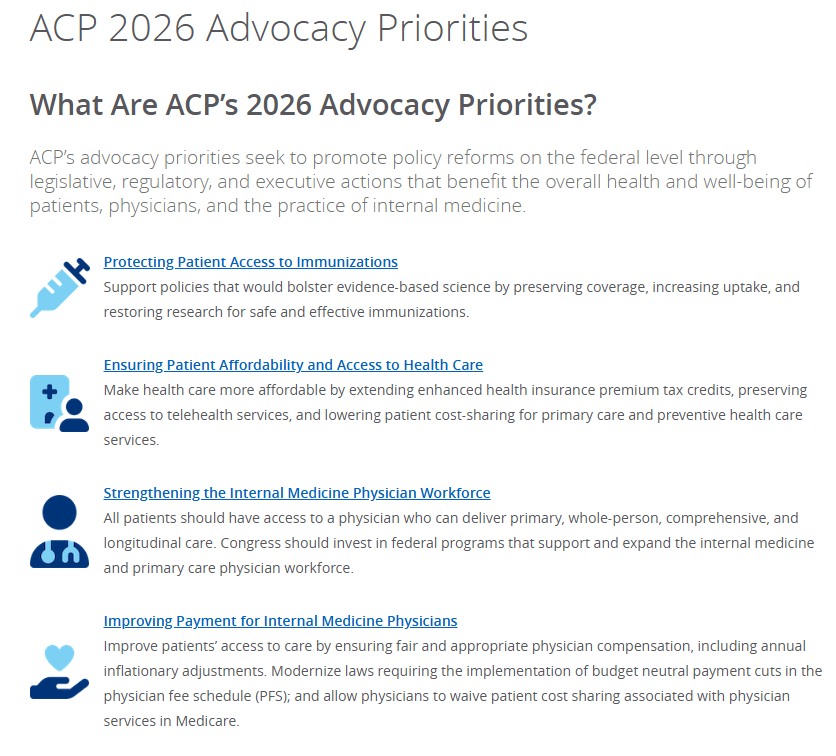 ACP 2026 Advocacy Priorities
What Are ACP’s 2026 Advocacy Priorities?
ACP’s advocacy priorities seek to promote policy reforms on the federal level through
legislative, regulatory, and executive actions that benefit the overall health and well-being of
patients, physicians, and the practice of internal medicine.
Protecting Patient Access to Immunizations
Support policies that would bolster evidence-based science by preserving coverage, increasing uptake, and
restoring research for safe and effective immunizations.
Ensuring Patient Affordability and Access to Health Care
Make health care more affordable by extending enhanced health insurance premium tax credits, preserving
access to telehealth services, and lowering patient cost-sharing for primary care and preventive health care
services.
Strengthening the Internal Medicine Physician Workforce
All patients should have access to a physician who can deliver primary, whole-person, comprehensive, and
longitudinal care. Congress should invest in federal programs that support and expand the internal medicine
and primary care physician workforce.
Improving Payment for Internal Medicine Physicians
Improve patients’ access to care by ensuring fair and appropriate physician compensation, including annual
inflationary adjustments. Modernize laws requiring the implementation of budget neutral payment cuts in the
physician fee schedule (PFS); and allow physicians to waive patient cost sharing associated with physician
services in Medicare.